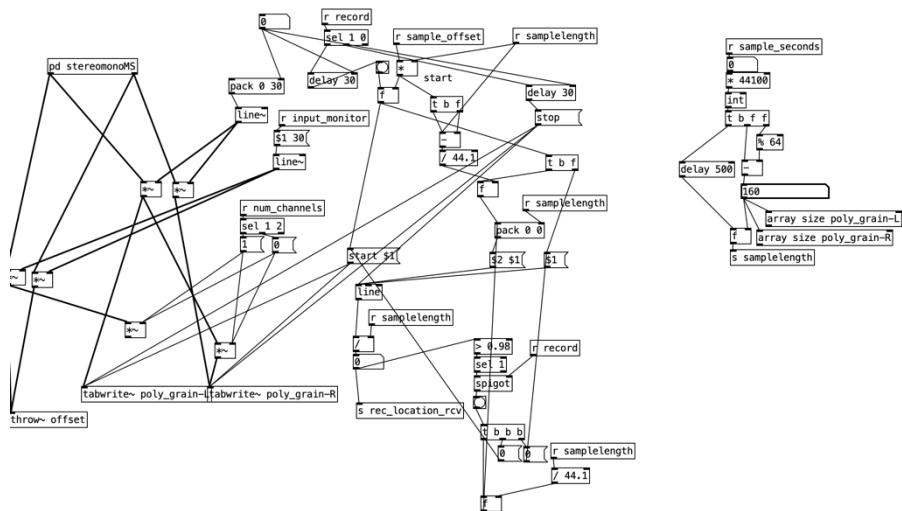 0
r record
sel 1 0
r sample_offset
r samplelength
pd stereomonoMS
delay 30
*
start
pack 0 30
f
delay 30
t b f
line~
r input_monitor
stop
$1 30
-
line~
/ 44.1
t b f
*~
*~
f
r num_channels
r samplelength
sel 1 2
pack 0 0
1
0
start $1
$2 $1
$1
~
*~
line
*~
r samplelength
/
*~
> 0.98
r record
0
sel 1
spigot
tabwrite~ poly_grain-L
tabwrite~ poly_grain-R
s rec_location_rcv
throw~ offset
t b b b
0
0
r samplelength
/ 44.1
f
r sample_seconds
0
* 44100
int
t b f f
% 64
delay 500
-
160
array size poly_grain-L
array size poly_grain-R
f
s samplelength